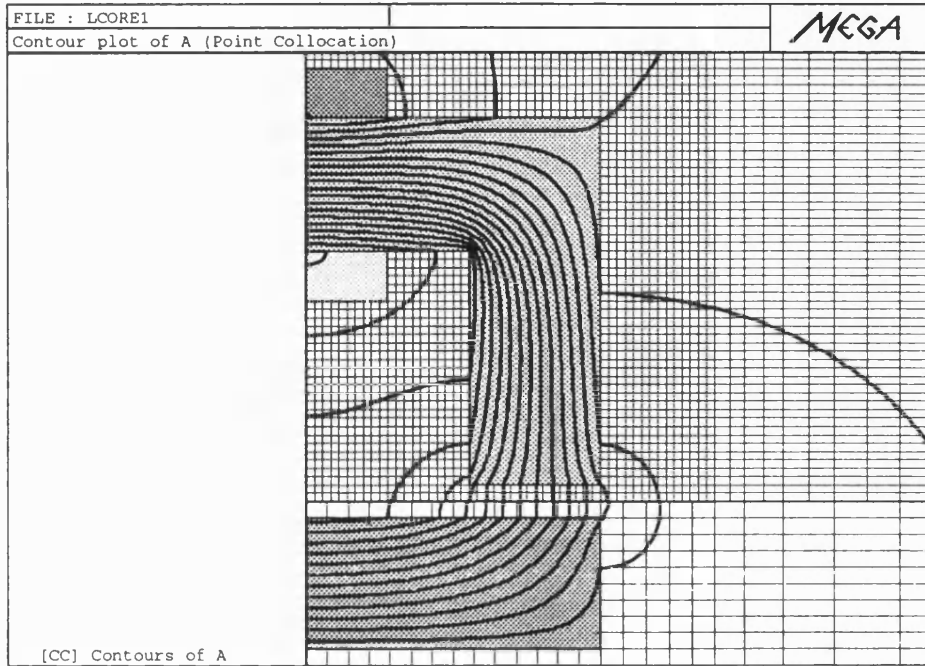 FILE : LCORE1
MEGA
Contour plot of A (Point Collocation)
[CC] Contours of A